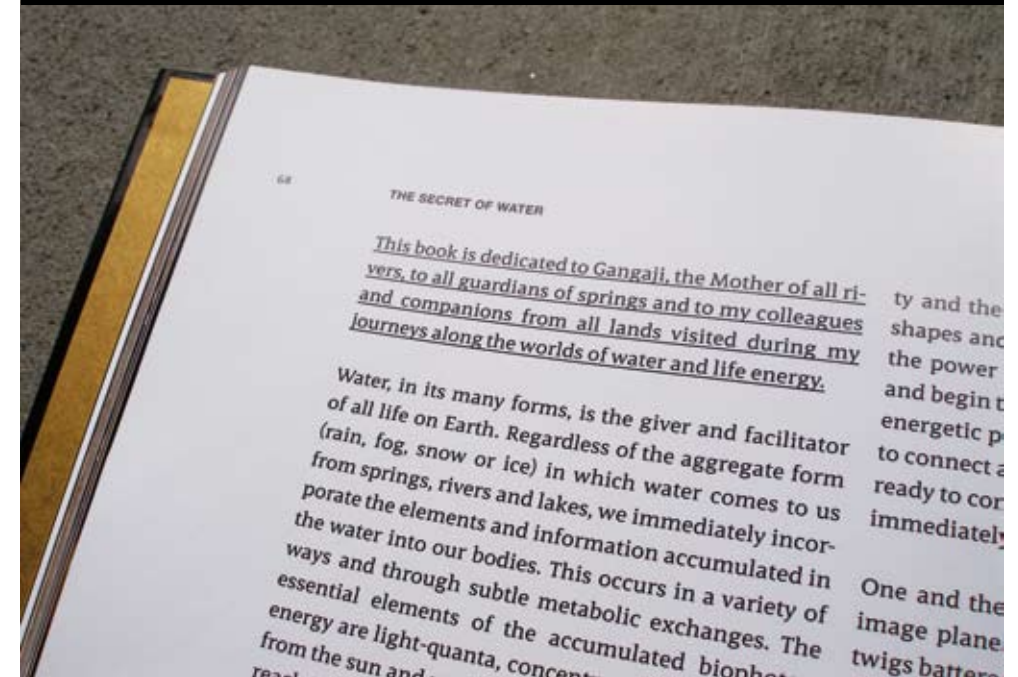 68
THE SECRET OF WATER
This book is dedicated to Gangaji, the Mother of all ri-
vers, to all guardians of springs and to my colleagues
and companions from all lands visited during my
journeys along the worlds of water and life energy.
Water, in its many forms, is the giver and facilitator
of all life on Earth. Regardless of the aggregate form
(rain, fog, snow or ice) in which water comes to us
from springs, rivers and lakes, we immediately incor-
porate the elements and information accumulated in
the water into our bodies. This occurs in a variety of
ways and through subtle metabolic exchanges. The
essential elements of the accumulated
energy are light-quanta,
from the sun and
ty and the
shapes
the power
and begin
energetic
to connect
ready to
immediately
One and the
image plane.
twigs